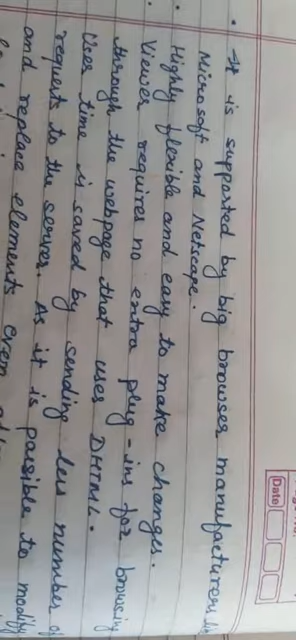 Date
• It is supported by big browser manufacturers
Microsoft and Netscape.
• Highly flexible and easy to make changes.
• Viewer requires no extra plug-ins for browsing
through the webpage that uses DHTML.
User time is saved by sending less number of
requests to the server. As it is possible to modify
and replace elements even